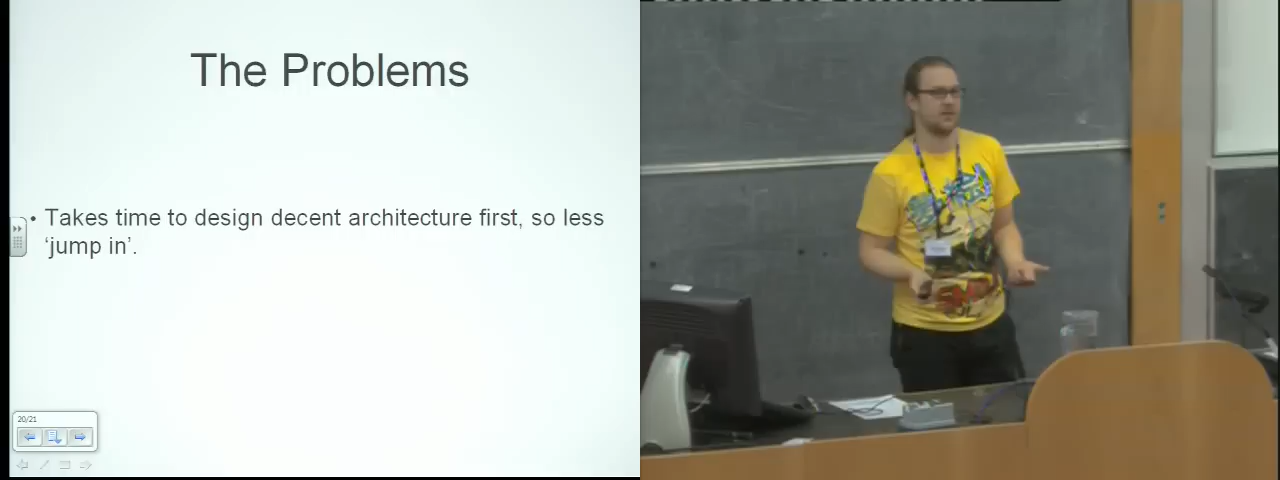 The Problems
• Takes time to design decent architecture first, so less
‘jump in’.
20/21